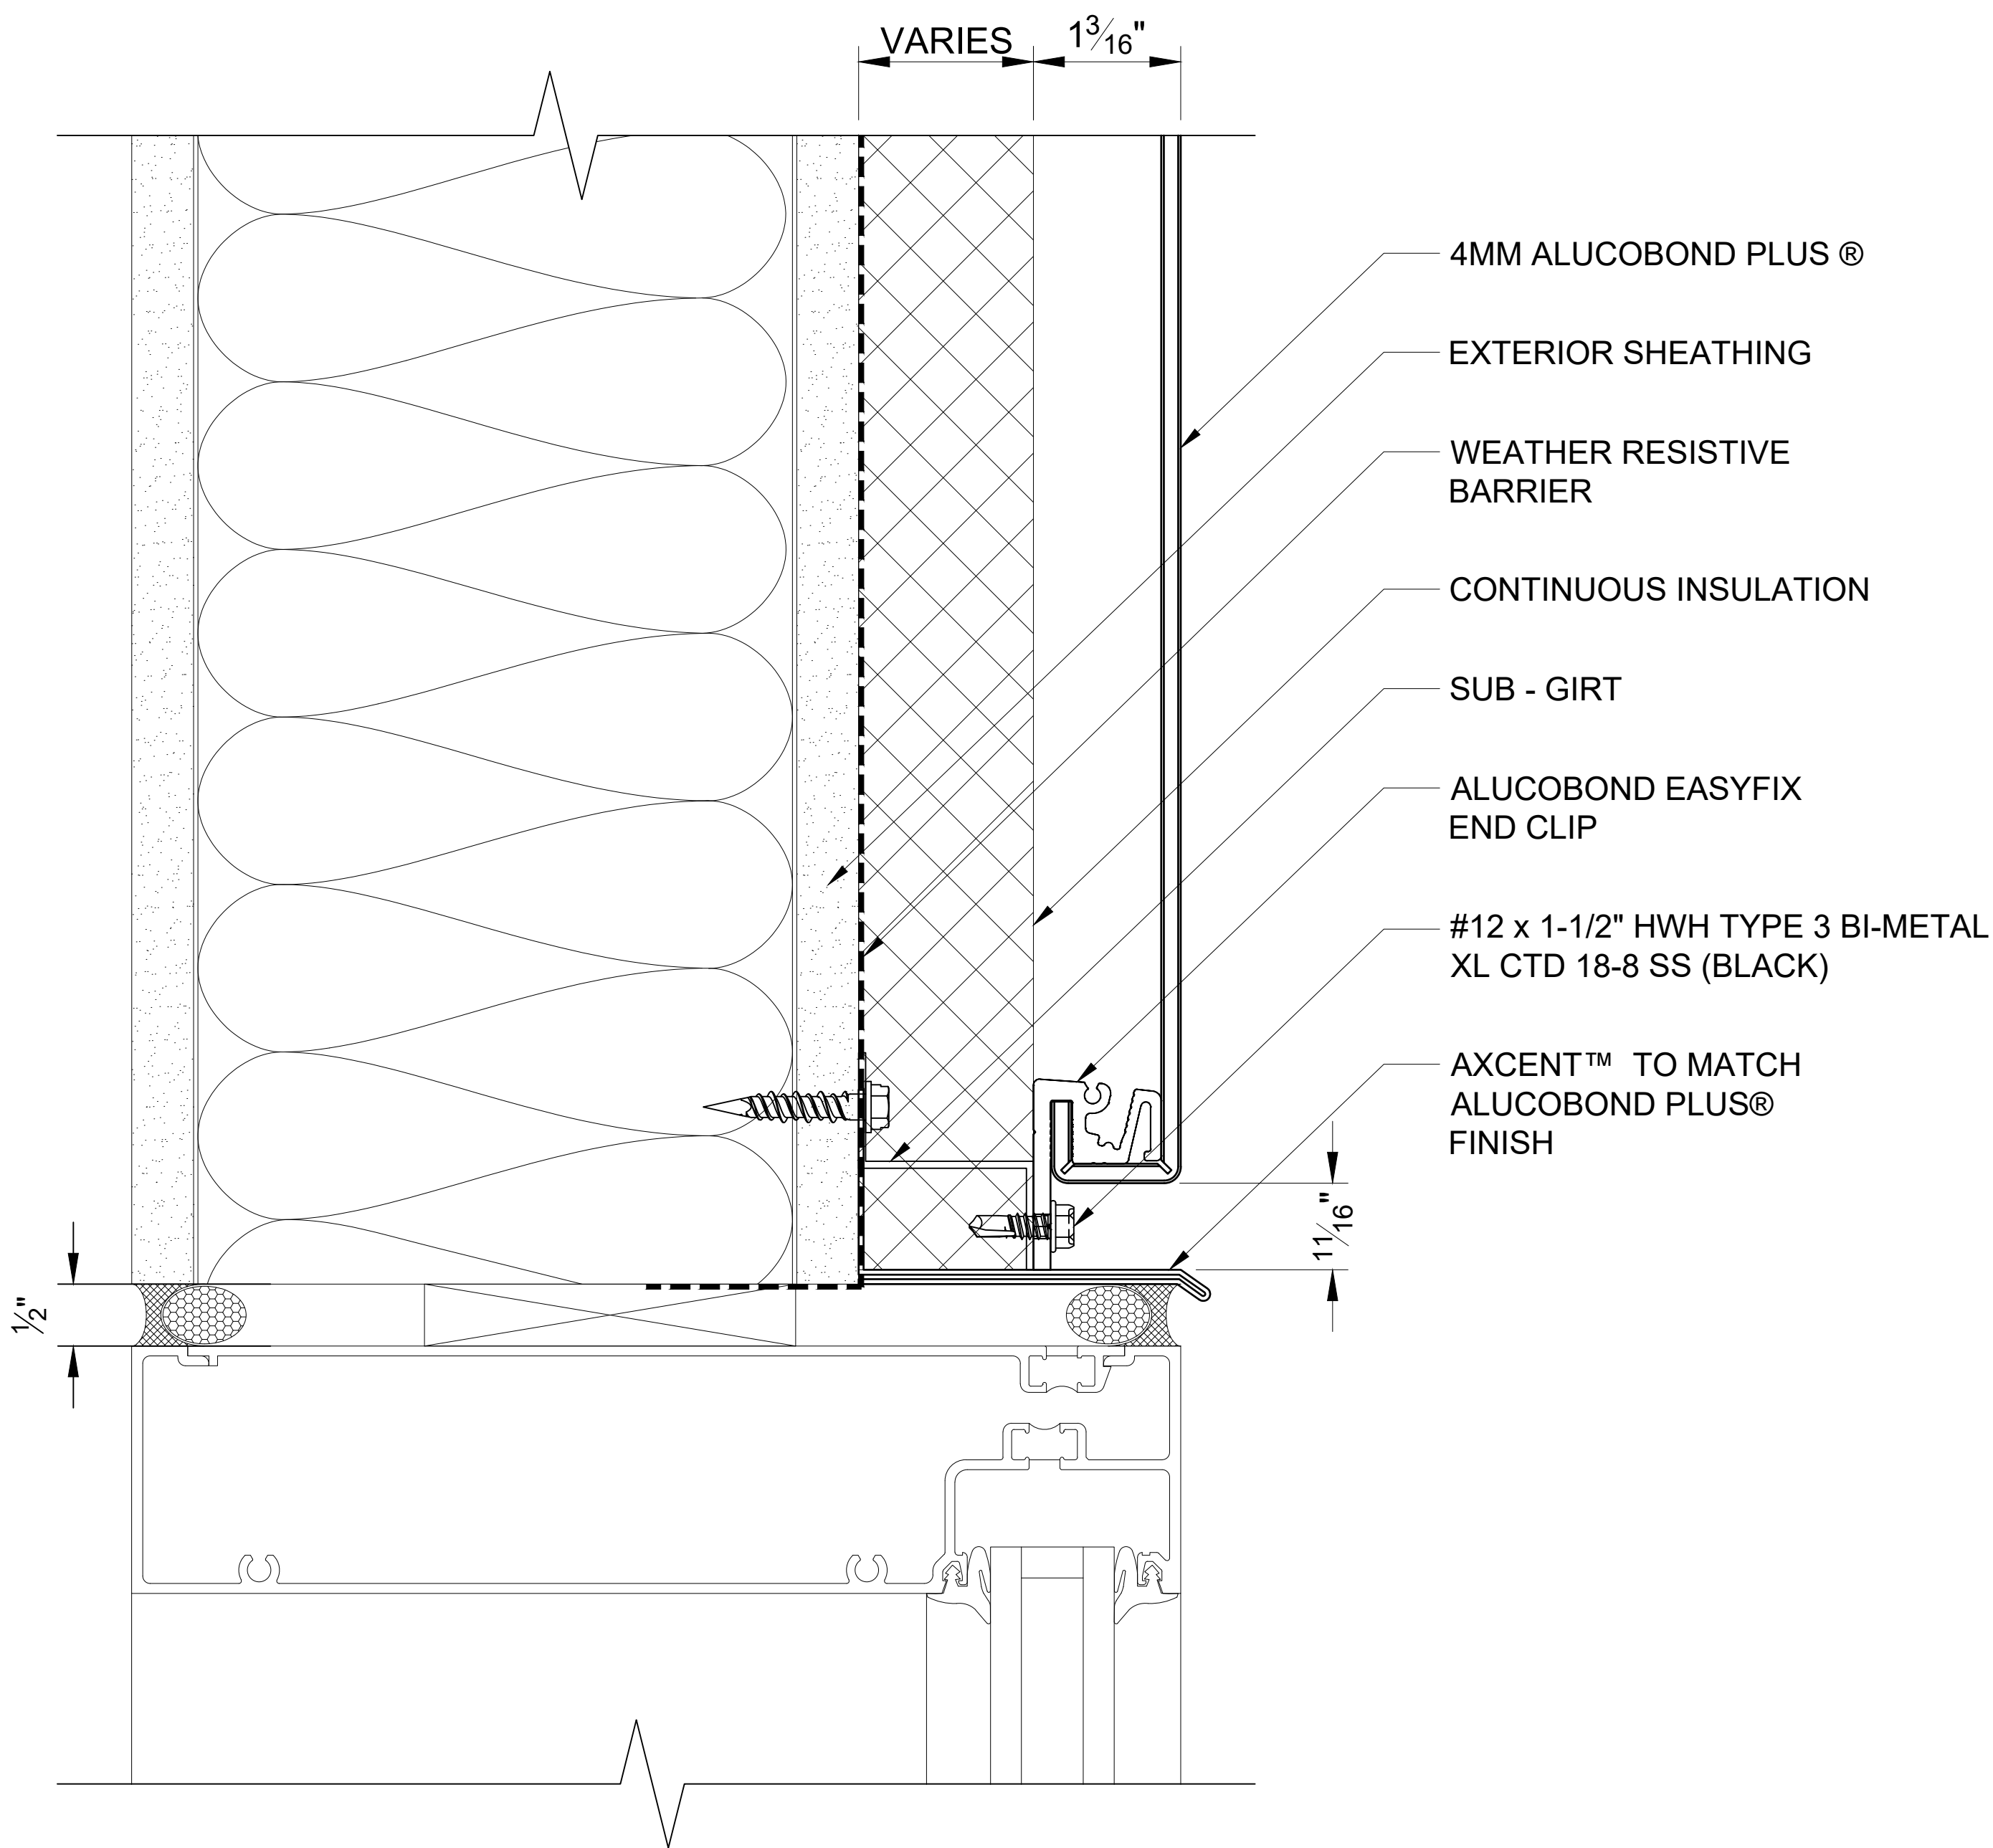 VARIES
1 3/16"
4MM ALUCOBOND PLUS ®
EXTERIOR SHEATHING
WEATHER RESISTIVE
BARRIER
CONTINUOUS INSULATION
SUB - GIRT
ALUCOBOND EASYFIX
END CLIP
#12 x 1-1/2" HWH TYPE 3 BI-METAL
XL CTD 18-8 SS (BLACK)
AXCENT™ TO MATCH
ALUCOBOND PLUS®
FINISH
11/16"
1/2"